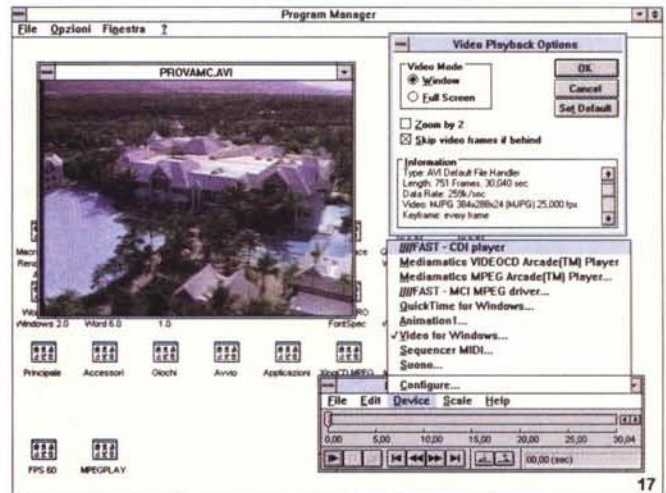 Program Manager
File Opzioni Finestra ?
PROVAMC.AVI
Video Playback Options
Video Mode
Window
Full Screen
Zoom by 2
Skip video frames if behind
OK
Cancel
Set Default
Information
Type: AVI Default File Handler
Length: 751 Frames, 30,040 sec
Data Rate: 259k/sec
Video: MJPG 384x288x24 (MJPG) 25,000 fps
Keyframe: every frame
////FAST - CDI player
Mediamatics VIDEOCD Arcade(TM) Player
Mediamatics MPEG Arcade(TM) Player...
////FAST - MCI MPEG driver...
QuickTime for Windows...
Animation1...
Video for Windows...
Sequencer MIDI...
Suono...
Configure...
Windows 2.0
Word 6.0
1.0
FontSpec
Principale
Accessori
Giochi
Avvio
Applicazioni
XingCD MPEG
File Edit Device Scale Help
0,00 5,00 10,00 15,00 20,00 25,00 30,04
00,00 (sec)
FPS 60
MPEGPLAY
17